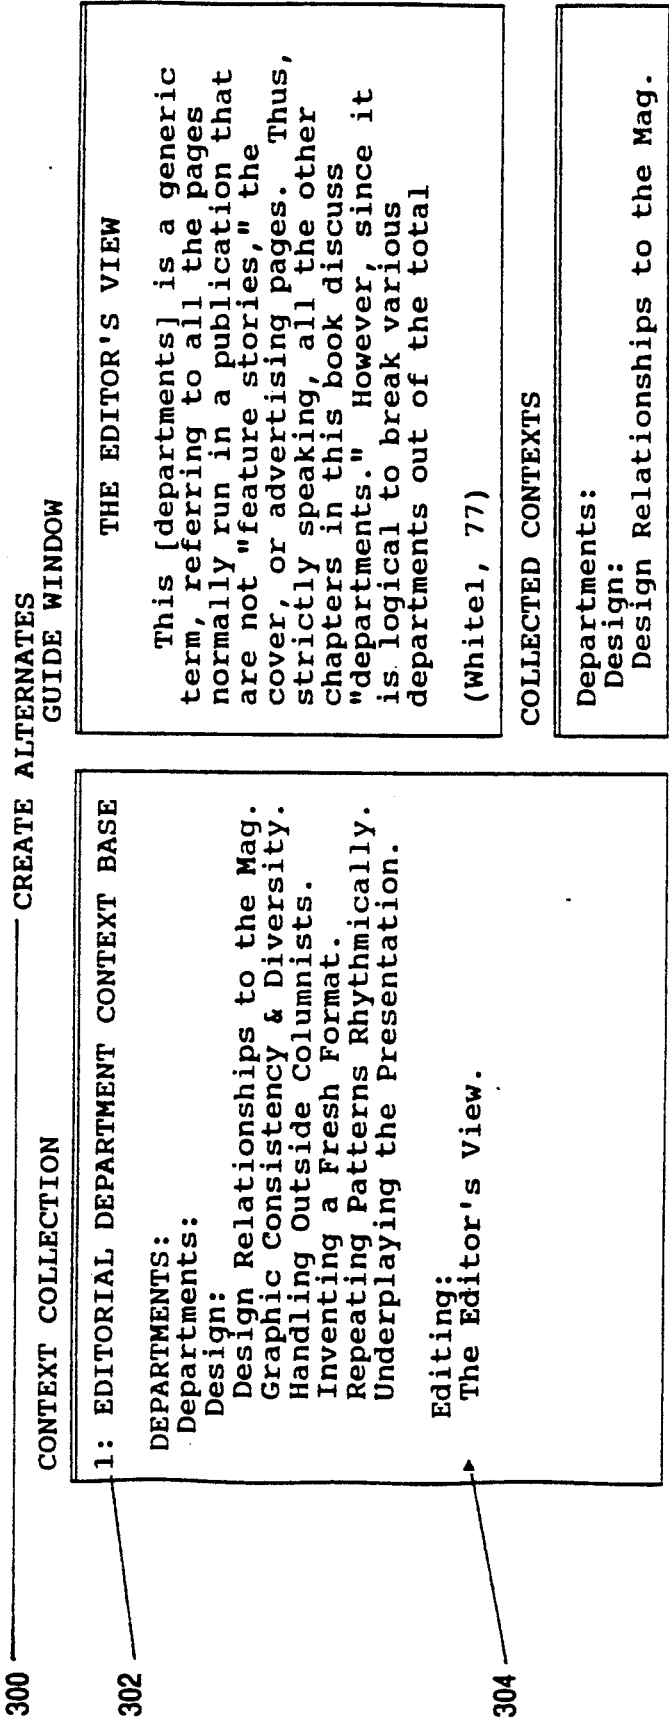 300
CREATE ALTERNATES
CONTEXT COLLECTION
302
1: EDITORIAL DEPARTMENT CONTEXT BASE
DEPARTMENTS:
Departments:
Design:
Design Relationships to the Mag.
Graphic Consistency & Diversity.
Handling Outside Columnists.
Inventing a Fresh Format.
Repeating Patterns Rhythmically.
Underplaying the Presentation.
Editing:
304
The Editor's View.
GUIDE WINDOW
THE EDITOR'S VIEW
This [departments] is a generic
term, referring to all the pages
normally run in a publication that
are not "feature stories," the
cover, or advertising pages. Thus,
strictly speaking, all the other
chapters in this book discuss
"departments." However, since it
is logical to break various
departments out of the total
(White1, 77)
COLLECTED CONTEXTS
Departments:
Design:
Design Relationships to the Mag.